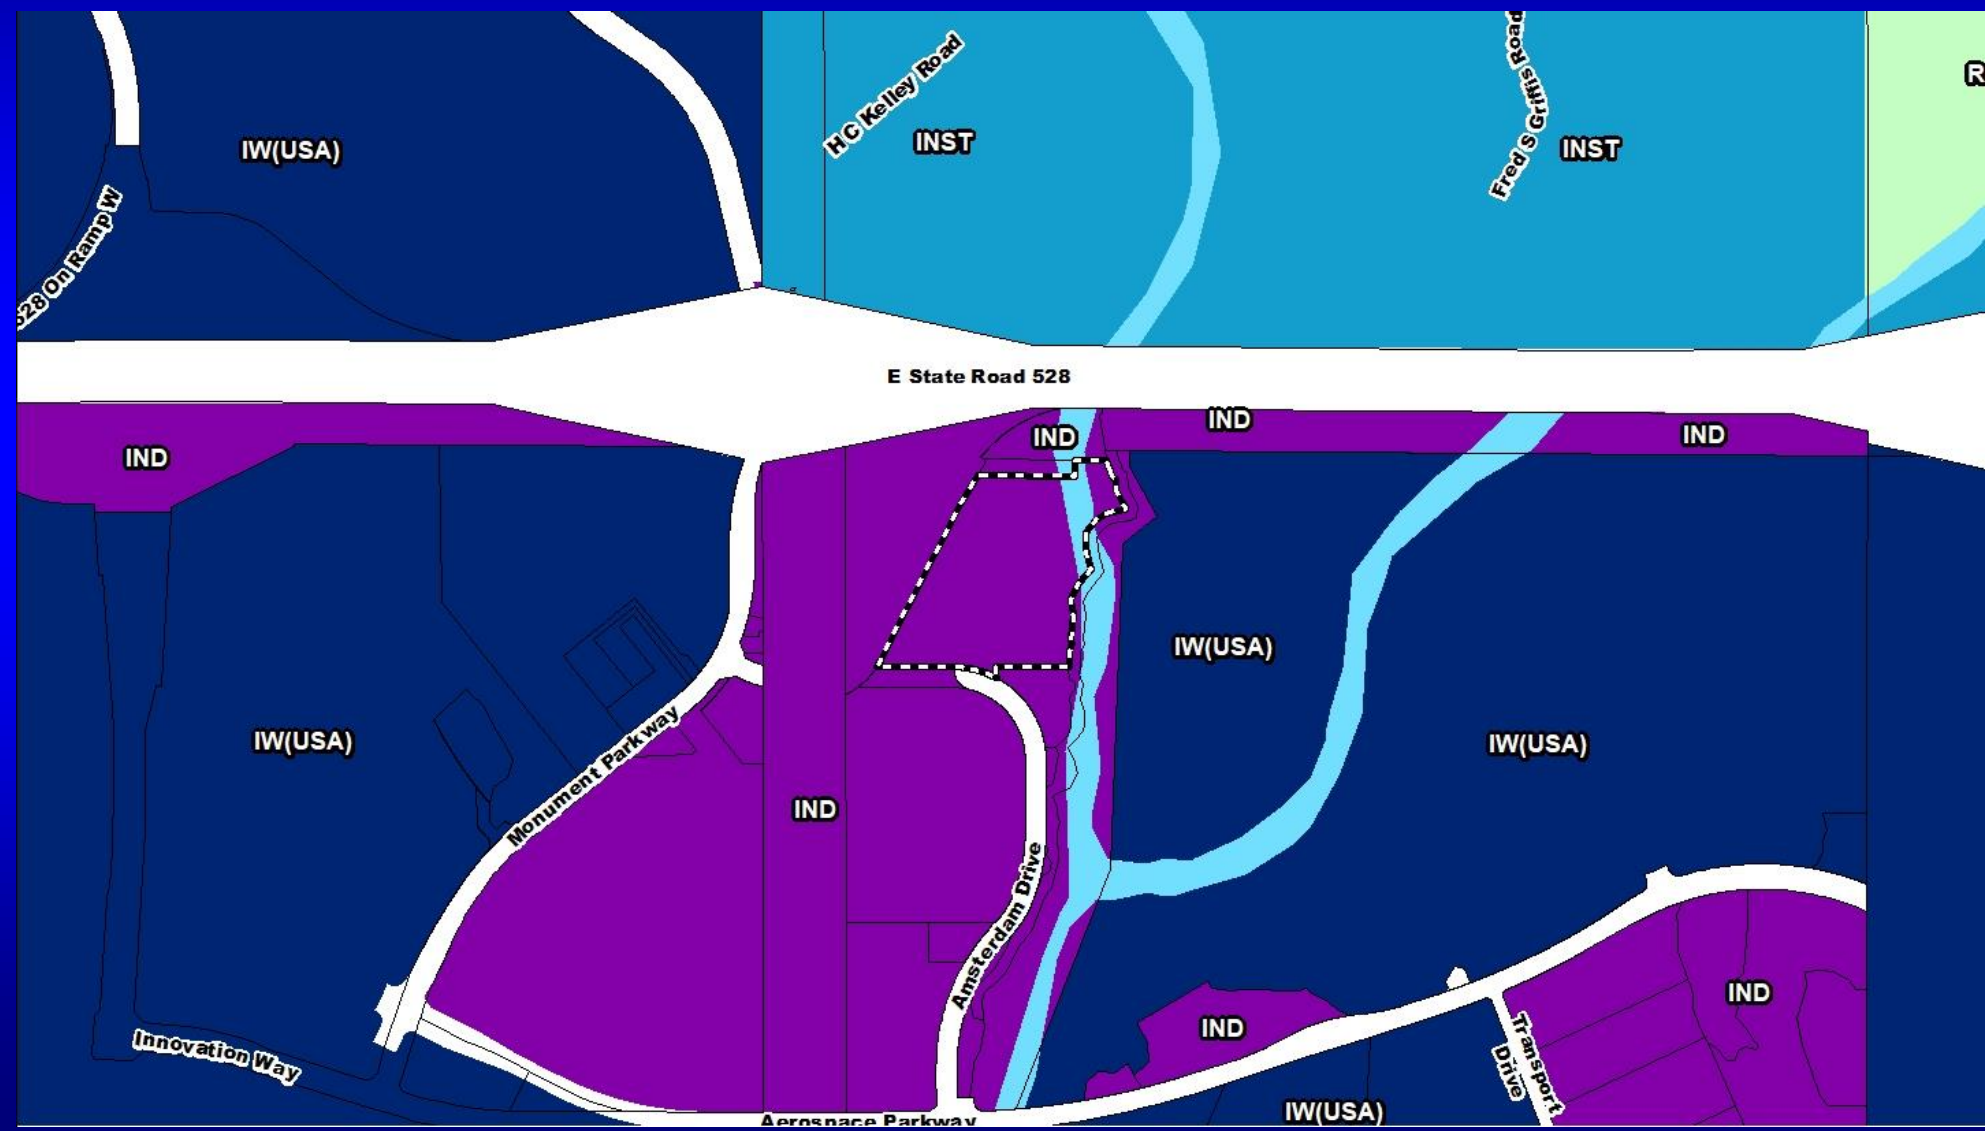 H C Kelley Road
Fred S Griffis Road
R
IW(USA)
INST
INST
528 On Ramp W
E State Road 528
IND
IND
IND
IND
IW(USA)
Monument Parkway
IW(USA)
IW(USA)
IND
Amsterdam Drive
IND
IND
Innovation Way
Transport
Drive
IW(USA)
Aerospace Parkway